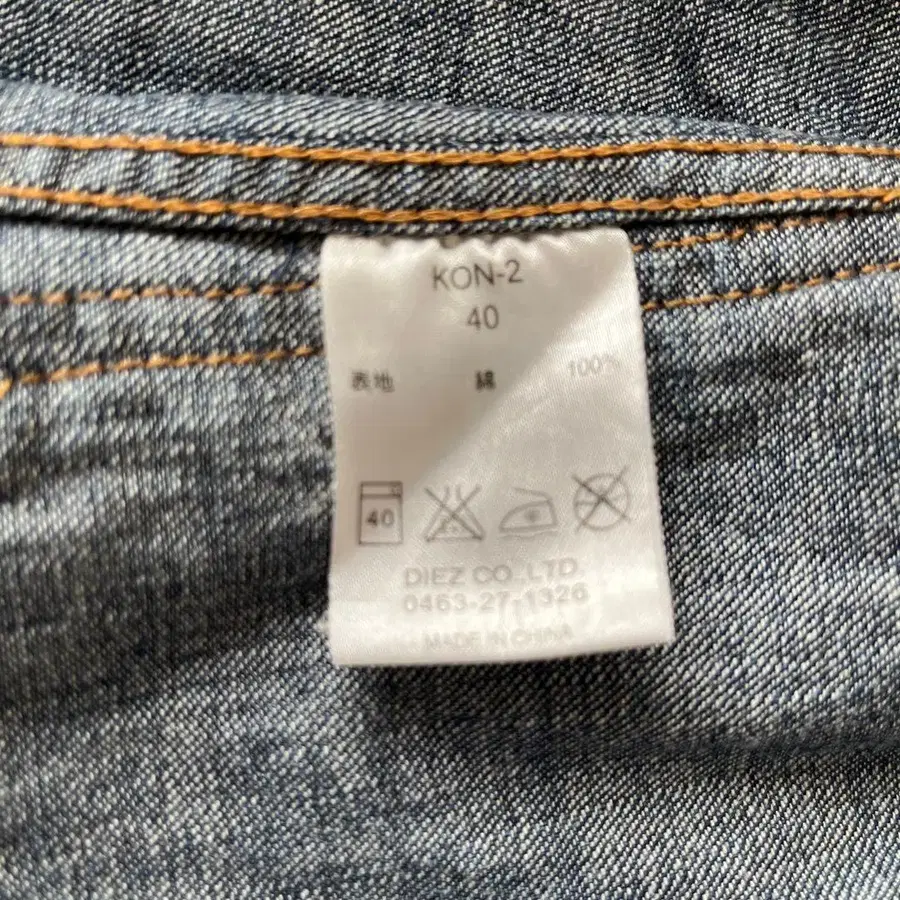 KON-2
40
表地 綿 100%
40
DIEZ CO.,LTD.
0463-27-1326
MADE IN CHINA